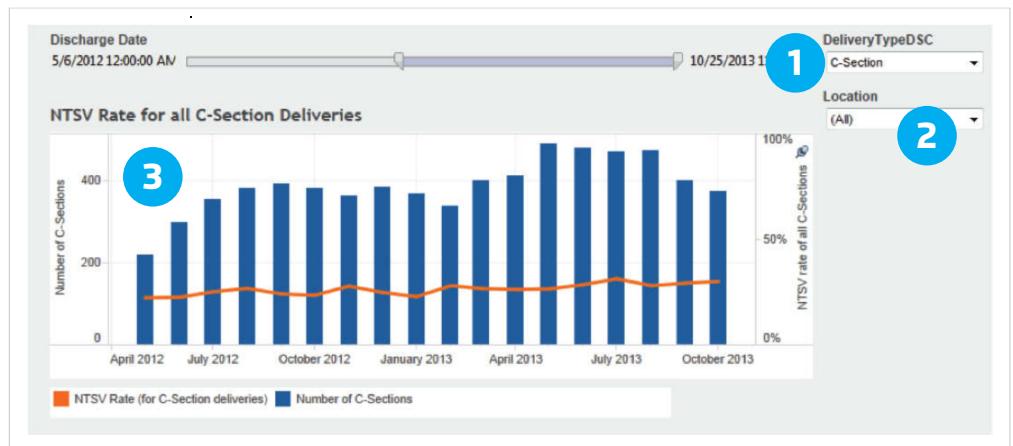 Discharge Date
5/6/2012 12:00:00 AM
10/25/2013 1
1
DeliveryTypeDSC
C-Section
Location
(All)
2
NTSV Rate for all C-Section Deliveries
3
Number of C-Sections
400
200
0
100%
50%
0%
NTSV rate of all C-Sections
April 2012 July 2012 October 2012 January 2013 April 2013 July 2013 October 2013
NTSV Rate (for C-Section deliveries) Number of C-Sections